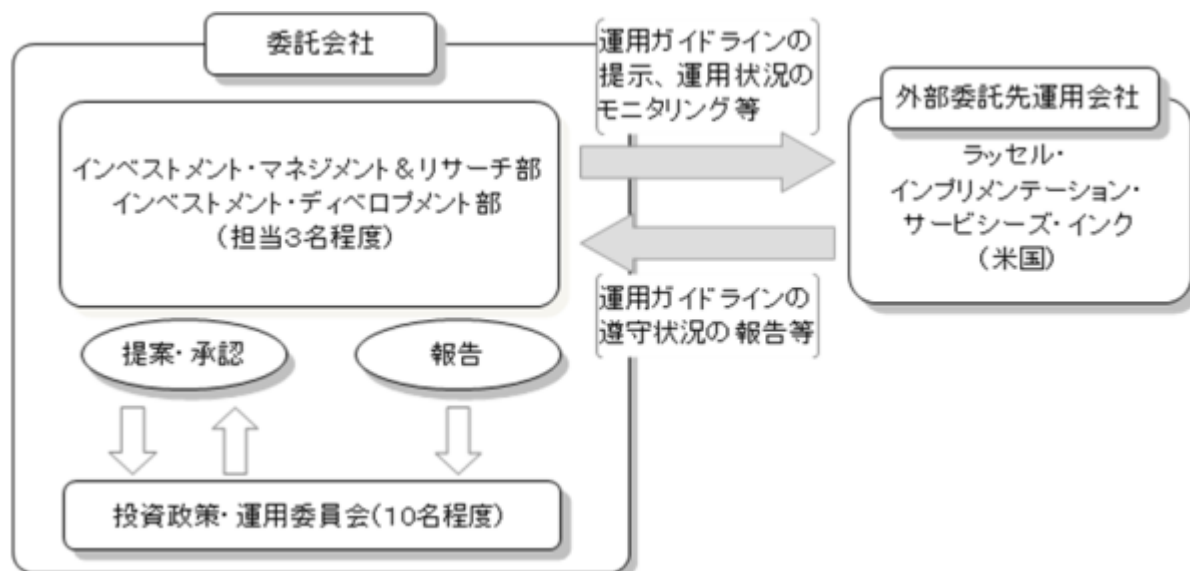 委託会社
インベストメント・マネジメント＆リサーチ部
インベストメント・ディベロプメント部
（担当3名程度）
提案・承認
報告
投資政策・運用委員会(10名程度)
運用ガイドラインの
提示、運用状況の
モニタリング等
運用ガイドラインの
遵守状況の報告等
外部委託先運用会社
ラッセル・
インプリメンテーション・
サービシーズ・インク
（米国）